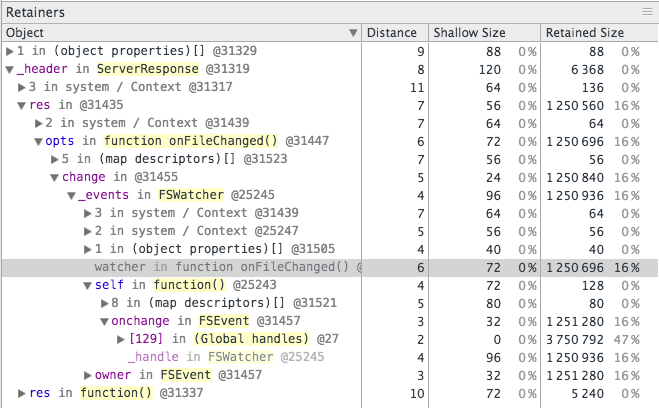 Retainers
Object Distance Shallow Size Retained Size
1 in (object properties)[] @31329 9 88 0% 88 0%
_header in ServerResponse @31319 8 120 0% 6 368 0%
3 in system / Context @31317 11 64 0% 136 0%
res in @31435 7 56 0% 1 250 560 16%
2 in system / Context @31439 7 64 0% 64 0%
opts in function onFileChanged() @31447 6 72 0% 1 250 696 16%
5 in (map descriptors)[] @31523 7 56 0% 56 0%
change in @31455 5 24 0% 1 250 840 16%
_events in FSWatcher @25245 4 96 0% 1 250 936 16%
3 in system / Context @31439 7 64 0% 64 0%
2 in system / Context @25247 5 56 0% 56 0%
1 in (object properties)[] @31505 4 40 0% 40 0%
watcher in function onFileChanged() @ 6 72 0% 1 250 696 16%
self in function() @25243 4 72 0% 128 0%
8 in (map descriptors)[] @31521 5 80 0% 80 0%
onchange in FSEvent @31457 3 32 0% 1 251 280 16%
[129] in (Global handles) @27 2 0 0% 3 750 792 47%
_handle in FSWatcher @25245 4 96 0% 1 250 936 16%
owner in FSEvent @31457 3 32 0% 1 251 280 16%
res in function() @31337 10 72 0% 5 240 0%